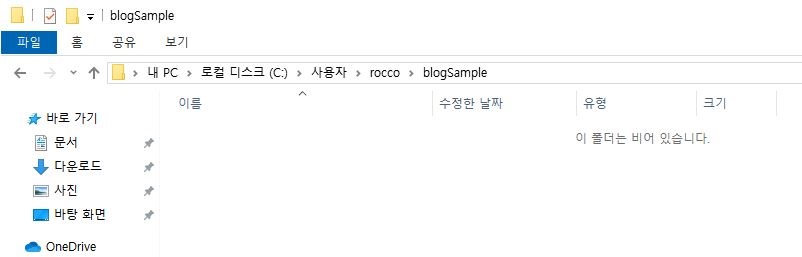 blogSample
파일 홈 공유 보기
내 PC 로컬 디스크 (C:) 사용자 rocco blogSample
이름 수정한 날짜 유형 크기
바로 가기
이 폴더는 비어 있습니다.
문서
다운로드
사진
바탕 화면
OneDrive